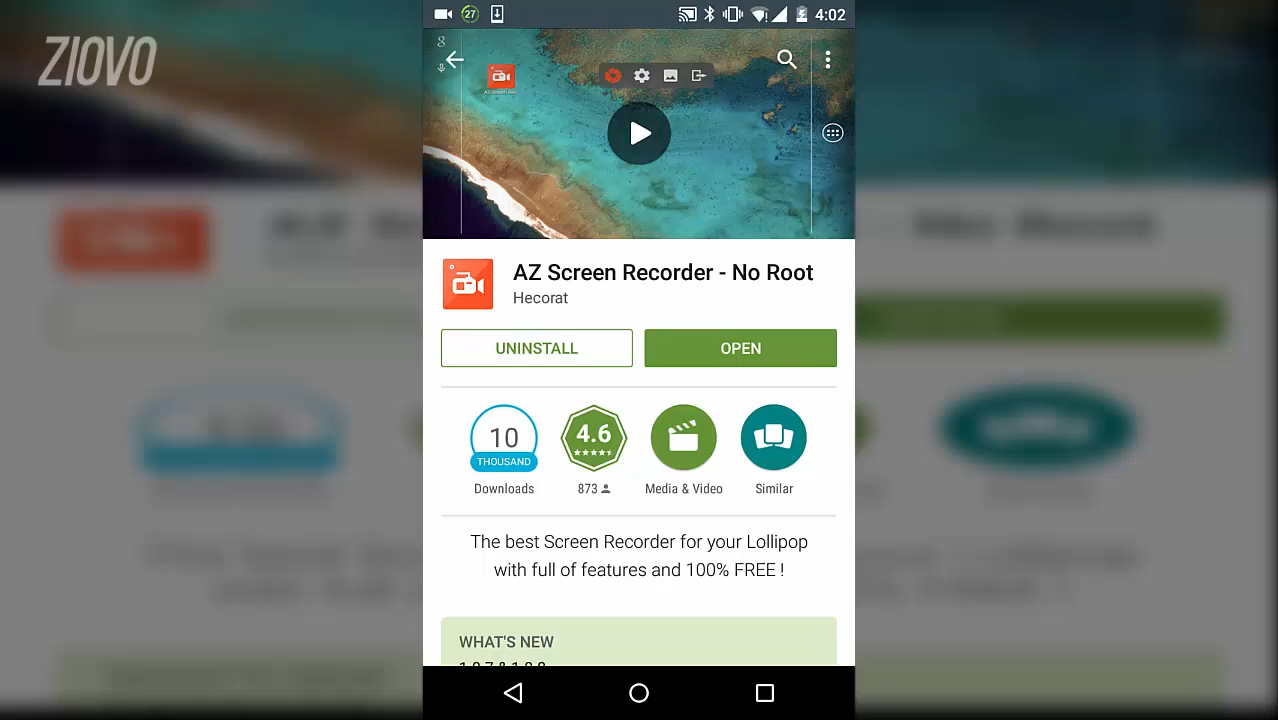 ZIOVO
27
4:02
AZ Screen Recorder - No Root
Hecorat
UNINSTALL
OPEN
10
THOUSAND
4.6
Downloads
873
Media & Video
Similar
The best Screen Recorder for your Lollipop
with full of features and 100% FREE !
WHAT'S NEW